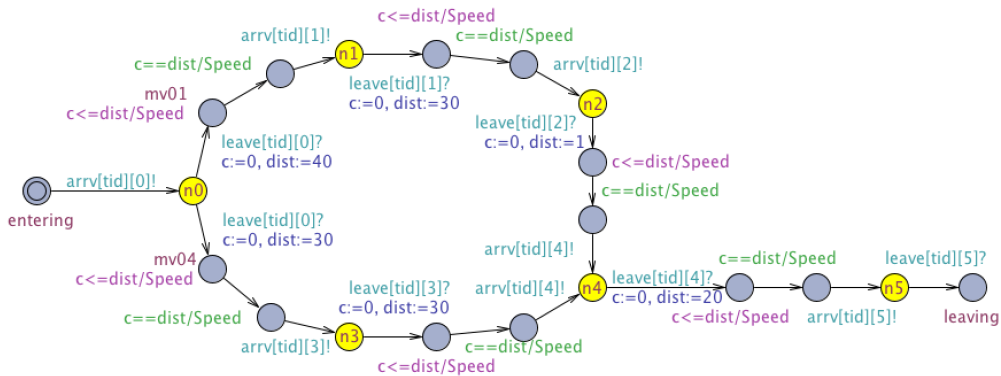 c<=dist/Speed
arrv[tid][1]!
c==dist/Speed
n1
c==dist/Speed
arrv[tid][2]!
leave[tid][1]?
c:=0, dist:=30
mv01
c<=dist/Speed
n2
leave[tid][2]?
c:=0, dist:=1
leave[tid][0]?
c:=0, dist:=40
c<=dist/Speed
arrv[tid][0]!
n0
c==dist/Speed
entering
leave[tid][0]?
c:=0, dist:=30
mv04
c<=dist/Speed
arrv[tid][4]!
c==dist/Speed
leave[tid][5]?
leave[tid][3]?
c:=0, dist:=30
arrv[tid][4]!
n4
leave[tid][4]?
c:=0, dist:=20
n5
c==dist/Speed
c<=dist/Speed
arrv[tid][5]!
leaving
arrv[tid][3]!
n3
c==dist/Speed
c<=dist/Speed